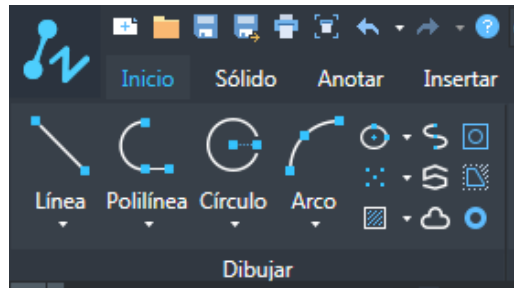 Inicio Sólido Anotar Insertar
Línea Polilínea Círculo Arco
Dibujar